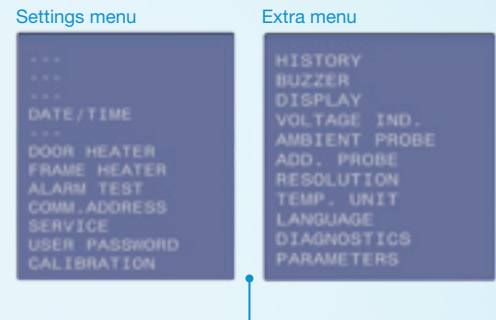 Settings menu
---
---
---
DATE/TIME
---
DOOR HEATER
FRAME HEATER
ALARM TEST
COMM.ADDRESS
SERVICE
USER PASSWORD
CALIBRATION
Extra menu
HISTORY
BUZZER
DISPLAY
VOLTAGE IND.
AMBIENT PROBE
ADD. PROBE
RESOLUTION
TEMP. UNIT
LANGUAGE
DIAGNOSTICS
PARAMETERS